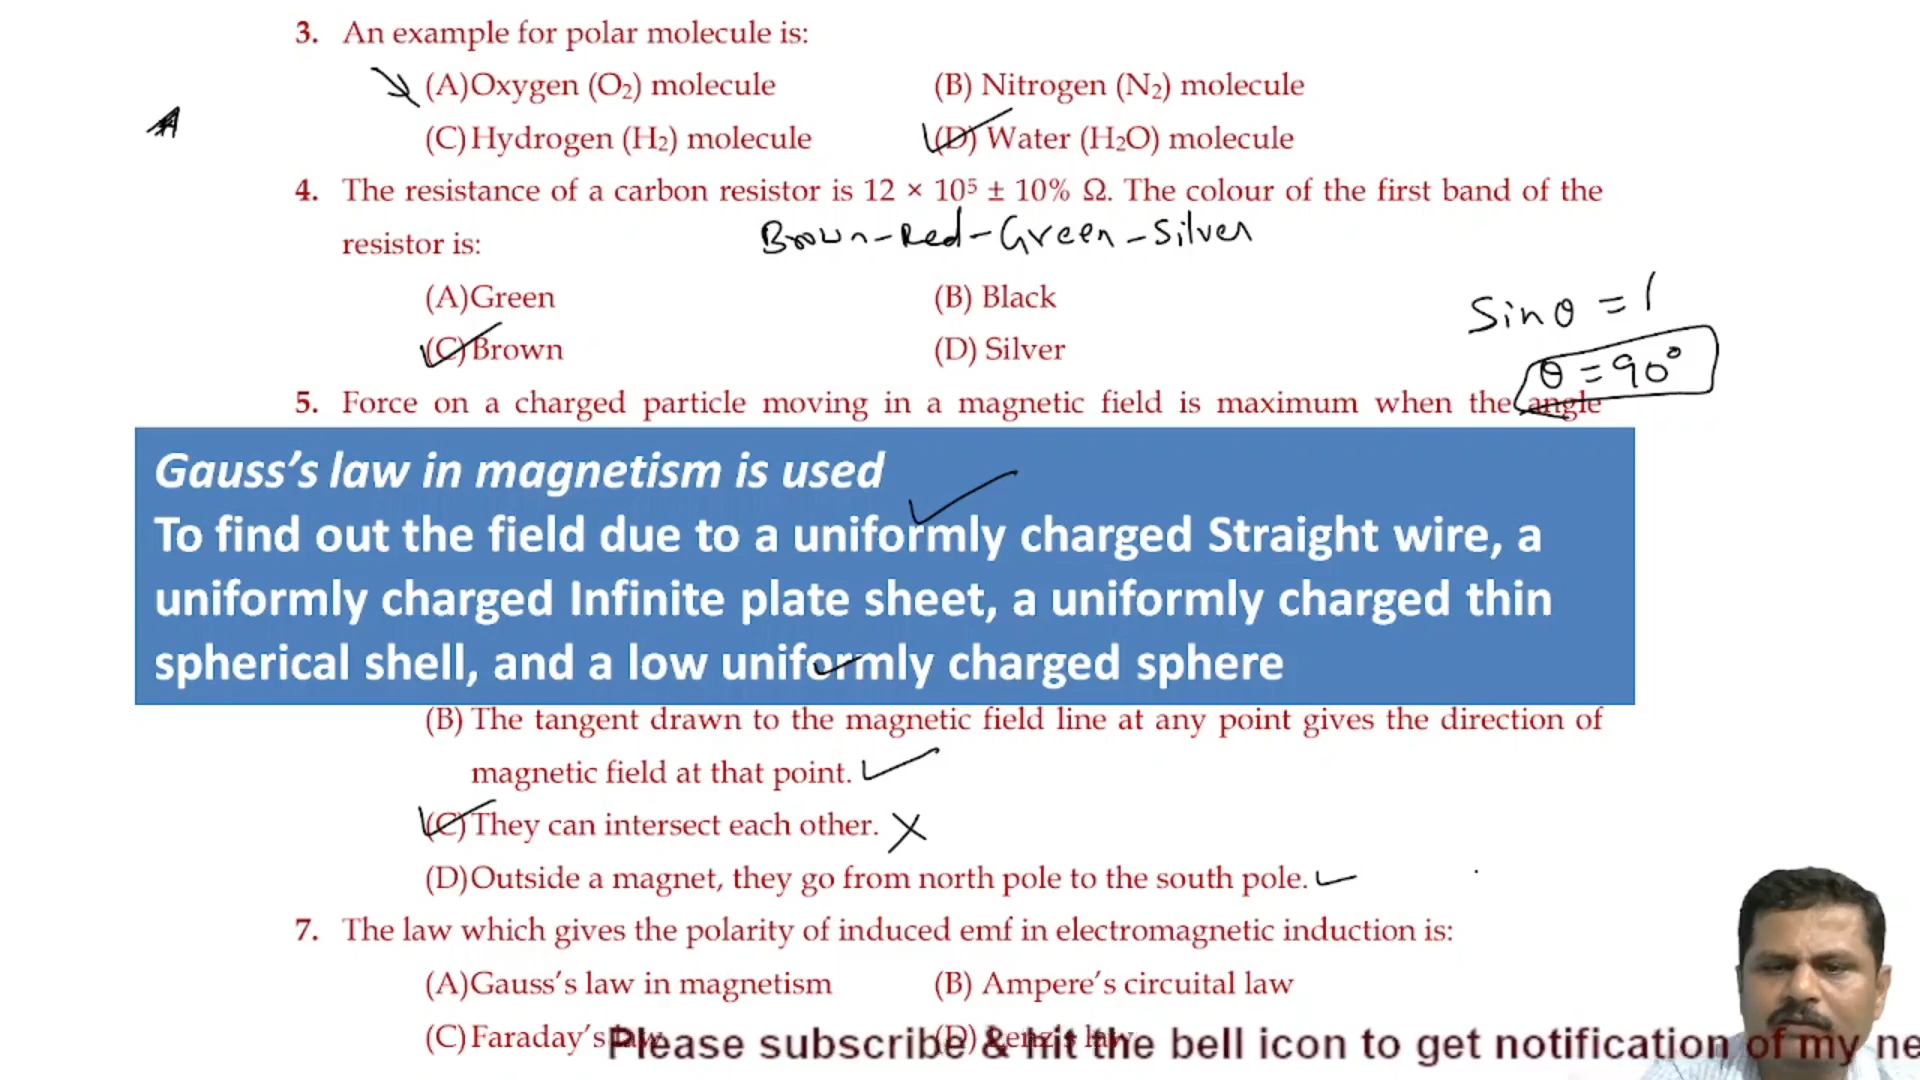 3. An example for polar molecule is:
(A)Oxygen (O₂) molecule (B) Nitrogen (N₂) molecule
(C)Hydrogen (H₂) molecule (D) Water (H₂O) molecule
4. The resistance of a carbon resistor is 12 × 10⁵ ± 10% Ω. The colour of the first band of the
resistor is:
Brown-Red-Green-Silver
(A)Green (B) Black
Sinθ = 1
(C)Brown (D) Silver
θ = 90°
5. Force on a charged particle moving in a magnetic field is maximum when the angle
Gauss’s law in magnetism is used
To find out the field due to a uniformly charged Straight wire, a
uniformly charged Infinite plate sheet, a uniformly charged thin
spherical shell, and a low uniformly charged sphere
(B) The tangent drawn to the magnetic field line at any point gives the direction of
magnetic field at that point.
(C)They can intersect each other.
(D)Outside a magnet, they go from north pole to the south pole.
7. The law which gives the polarity of induced emf in electromagnetic induction is:
(A)Gauss’s law in magnetism (B) Ampere’s circuital law
(C)Faraday’s law (D) Lenz’s law
Please subscribe & hit the bell icon to get notification of my ne